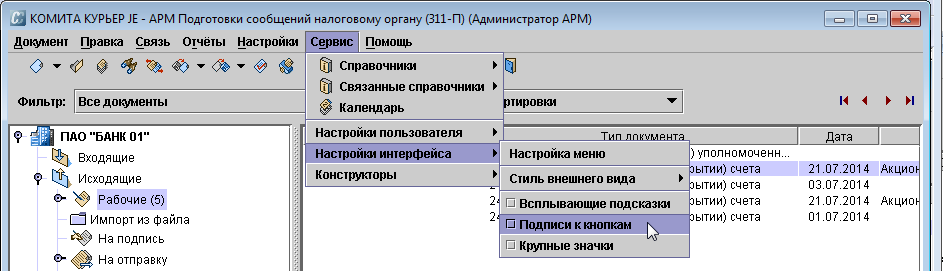 КОМИТА КУРЬЕР JE - АРМ Подготовки сообщений налоговому органу (311-П) (Администратор АРМ)
Документ Правка Связь Отчёты Настройки Сервис Помощь
Справочники
Связанные справочники
Календарь
Настройки пользователя
Настройки интерфейса
Конструкторы
Настройка меню
Стиль внешнего вида
Всплывающие подсказки
Подписи к кнопкам
Крупные значки
Фильтр: Все документы
ПАО "БАНК 01"
Входящие
Исходящие
Рабочие (5)
Импорт из файла
На подпись
На отправку
Тип документа Дата
) уполномоченн...
рытии) счета 21.07.2014 Акцион
рытии) счета 03.07.2014
рытии) счета 21.07.2014 Акцион
рытии) счета 01.07.2014